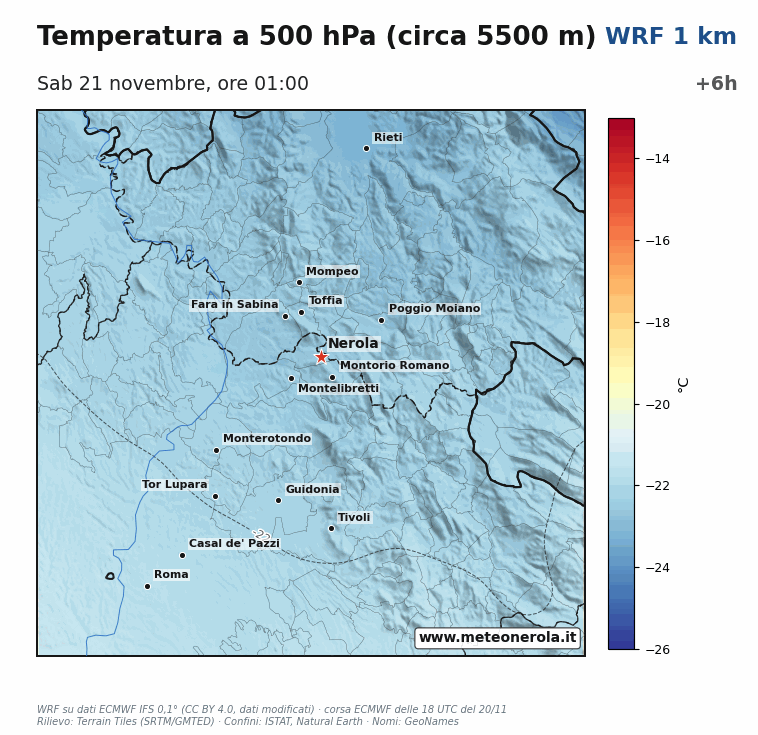 Temperatura a 500 hPa (circa 5500 m) WRF 1 km
Sab 21 novembre, ore 01:00 +6h
Rieti
Mompeo
Toffia
Fara in Sabina
Poggio Moiano
Nerola
Montorio Romano
Montelibretti
Monterotondo
Tor Lupara
Guidonia
Tivoli
-22
Casal de' Pazzi
Roma
www.meteonerola.it
−14
−16
−18
−20
−22
−24
−26
°C
WRF su dati ECMWF IFS 0,1° (CC BY 4.0, dati modificati) · corsa ECMWF delle 18 UTC del 20/11
Rilievo: Terrain Tiles (SRTM/GMTED) · Confini: ISTAT, Natural Earth · Nomi: GeoNames